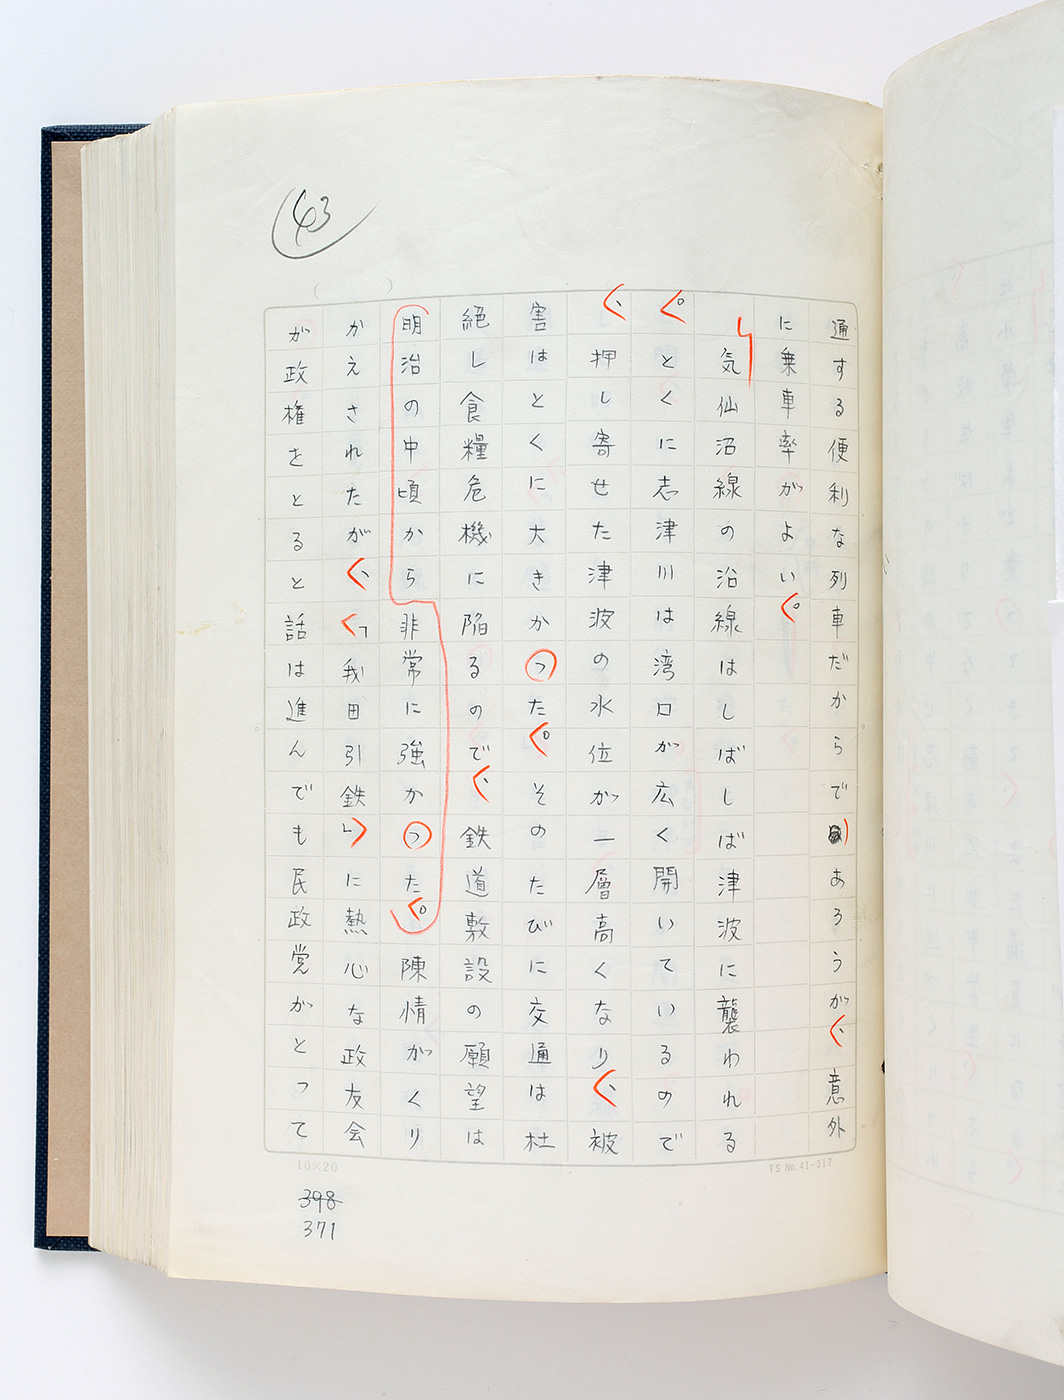 43
通する便利な列車だからであろうが、意外
に乗車率がよい。
気仙沼線の沿線はしばしば津波に襲われる
。とくに志津川は湾口が広く開いているので
、押し寄せた津波の水位が一層高くなり、被
害はとくに大きかった。そのたびに交通は杜
絶し食糧危機に陥るので、鉄道敷設の願望は
明治の中頃から非常に強かった。陳情がくり
かえされたが、「我田引鉄」に熱心な政友会
が政権をとると話は進んでも民政党がとって
10×20
TS No. 41-317
398
371